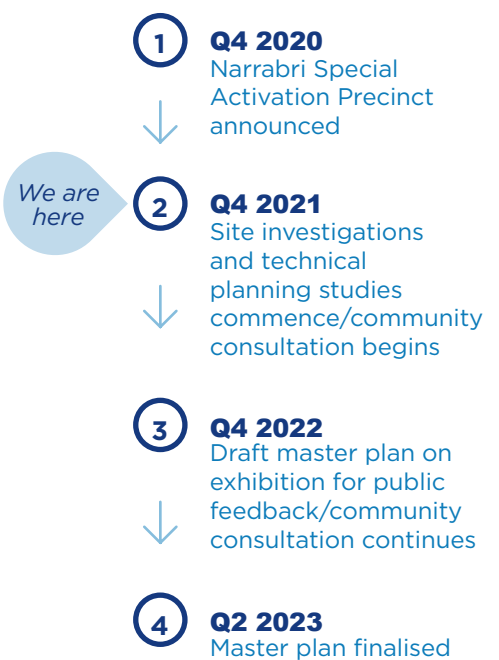 1
Q4 2020
Narrabri Special
Activation Precinct
announced
We are
here
2
Q4 2021
Site investigations
and technical
planning studies
commence/community
consultation begins
3
Q4 2022
Draft master plan on
exhibition for public
feedback/community
consultation continues
4
Q2 2023
Master plan finalised